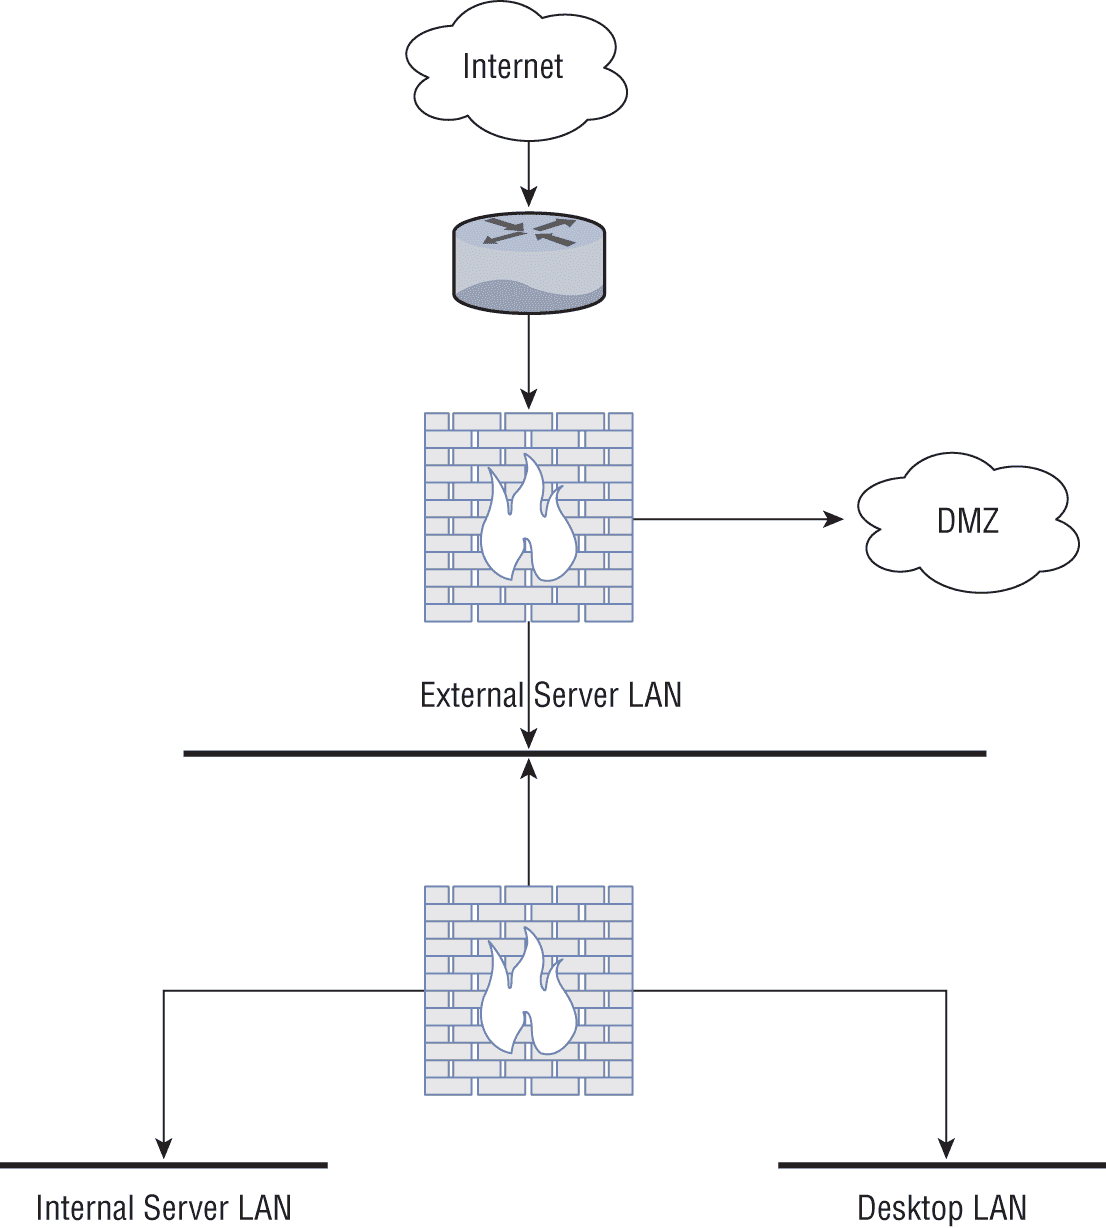 Internet
DMZ
External Server LAN
Internal Server LAN
Desktop LAN